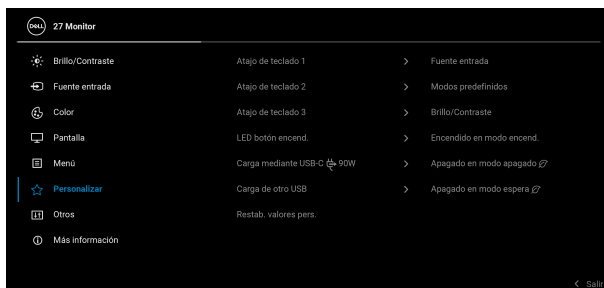 DELL 27 Monitor
Brillo/Contraste Atajo de teclado 1 > Fuente entrada
Fuente entrada Atajo de teclado 2 > Modos predefinidos
Color Atajo de teclado 3 > Brillo/Contraste
Pantalla LED botón encend. > Encendido en modo encend.
Menú Carga mediante USB-C 90W > Apagado en modo apagado
Personalizar Carga de otro USB > Apagado en modo espera
Otros Restab. valores pers.
Más información
< Salir